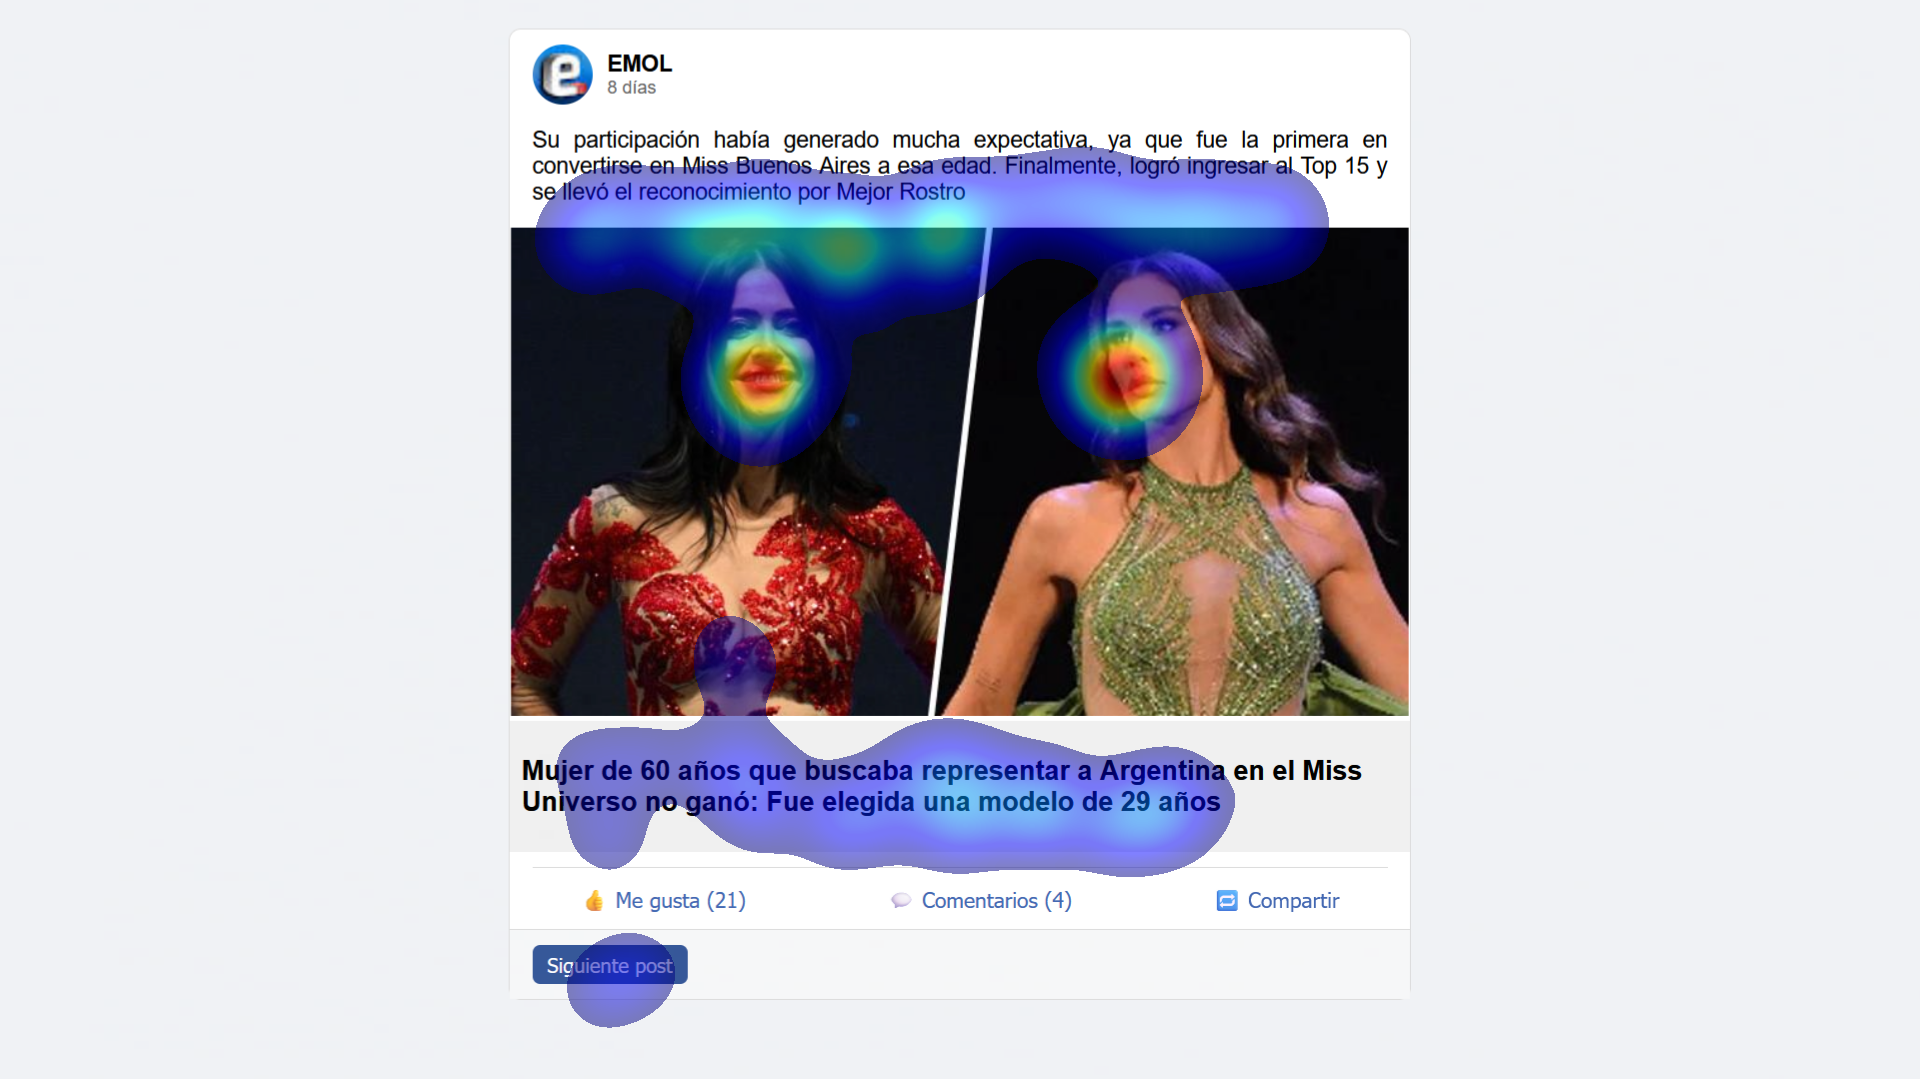 e
EMOL
8 días
Su participación había generado mucha expectativa, ya que fue la primera en
convertirse en Miss Buenos Aires a esa edad. Finalmente, logró ingresar al Top 15 y
se llevó el reconocimiento por Mejor Rostro
Mujer de 60 años que buscaba representar a Argentina en el Miss
Universo no ganó: Fue elegida una modelo de 29 años
👍 Me gusta (21)
💬 Comentarios (4)
🔁 Compartir
Siguiente post